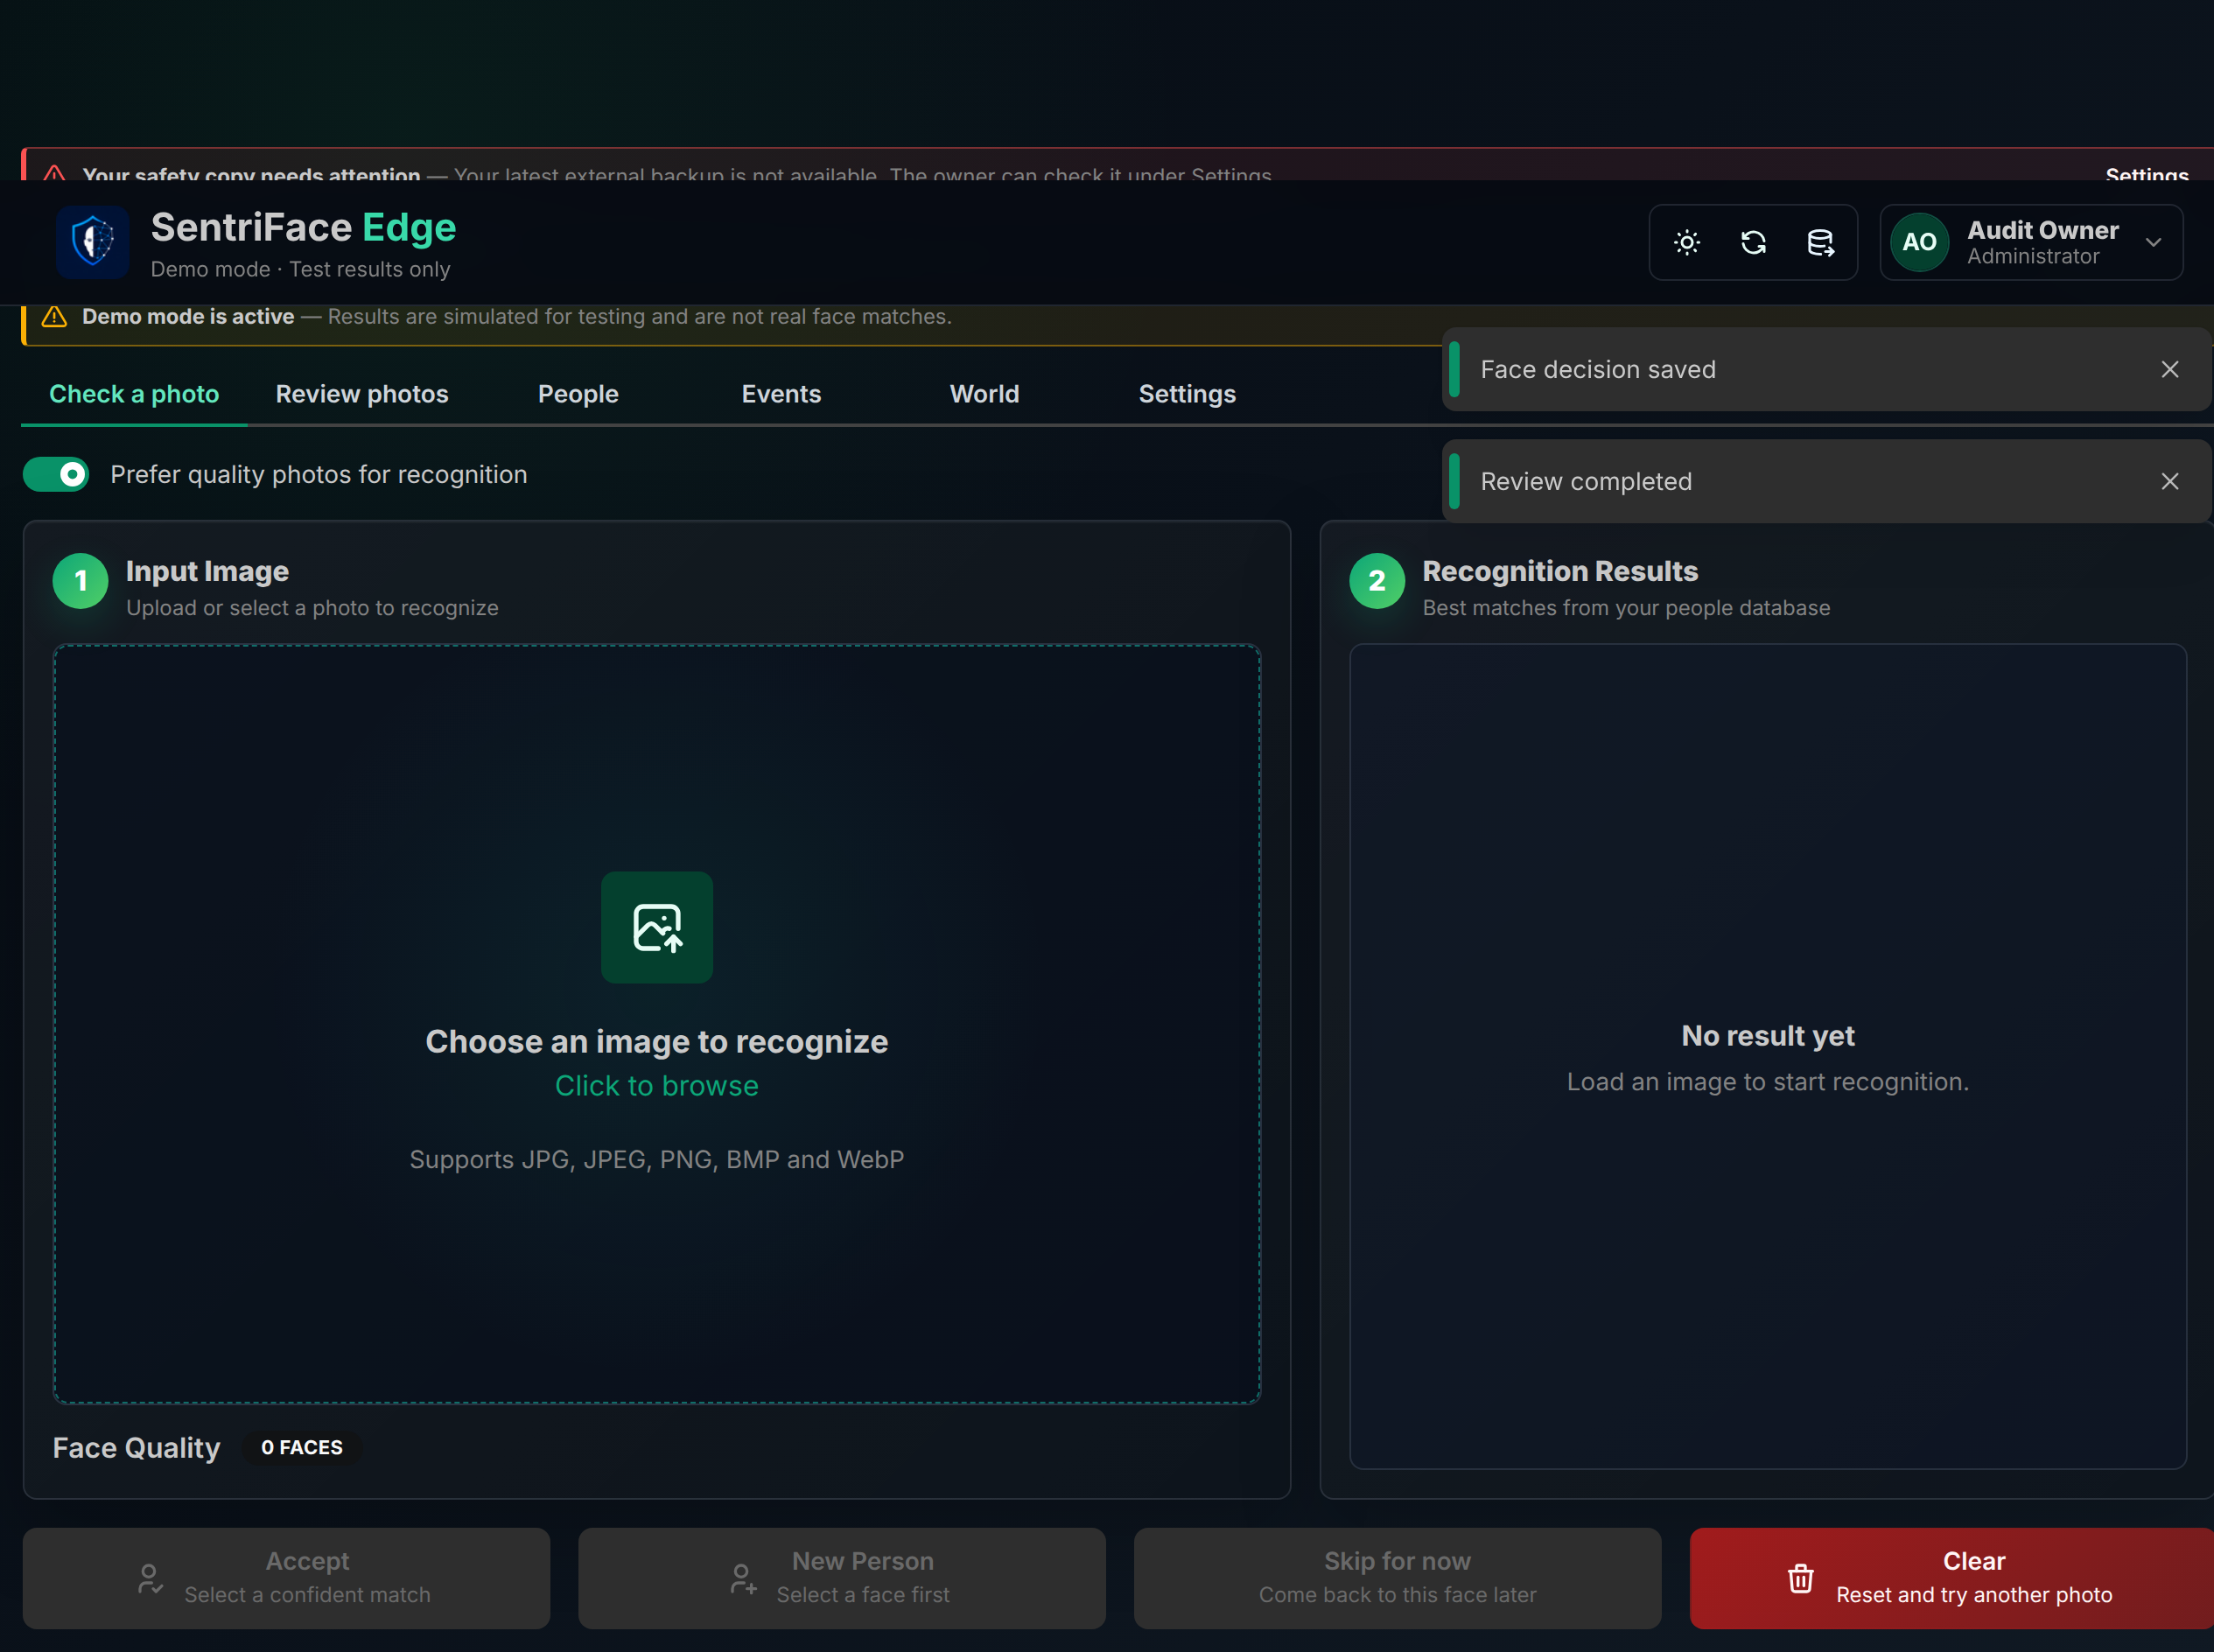 Your safety copy needs attention — Your latest external backup is not available. The owner can check it under Settings.
Settings
SentriFace Edge
Demo mode · Test results only
AO
Audit Owner
Administrator
Demo mode is active — Results are simulated for testing and are not real face matches.
Face decision saved
Check a photo
Review photos
People
Events
World
Settings
Prefer quality photos for recognition
Review completed
1
Input Image
Upload or select a photo to recognize
2
Recognition Results
Best matches from your people database
Choose an image to recognize
Click to browse
Supports JPG, JPEG, PNG, BMP and WebP
No result yet
Load an image to start recognition.
Face Quality
0 FACES
Accept
Select a confident match
New Person
Select a face first
Skip for now
Come back to this face later
Clear
Reset and try another photo